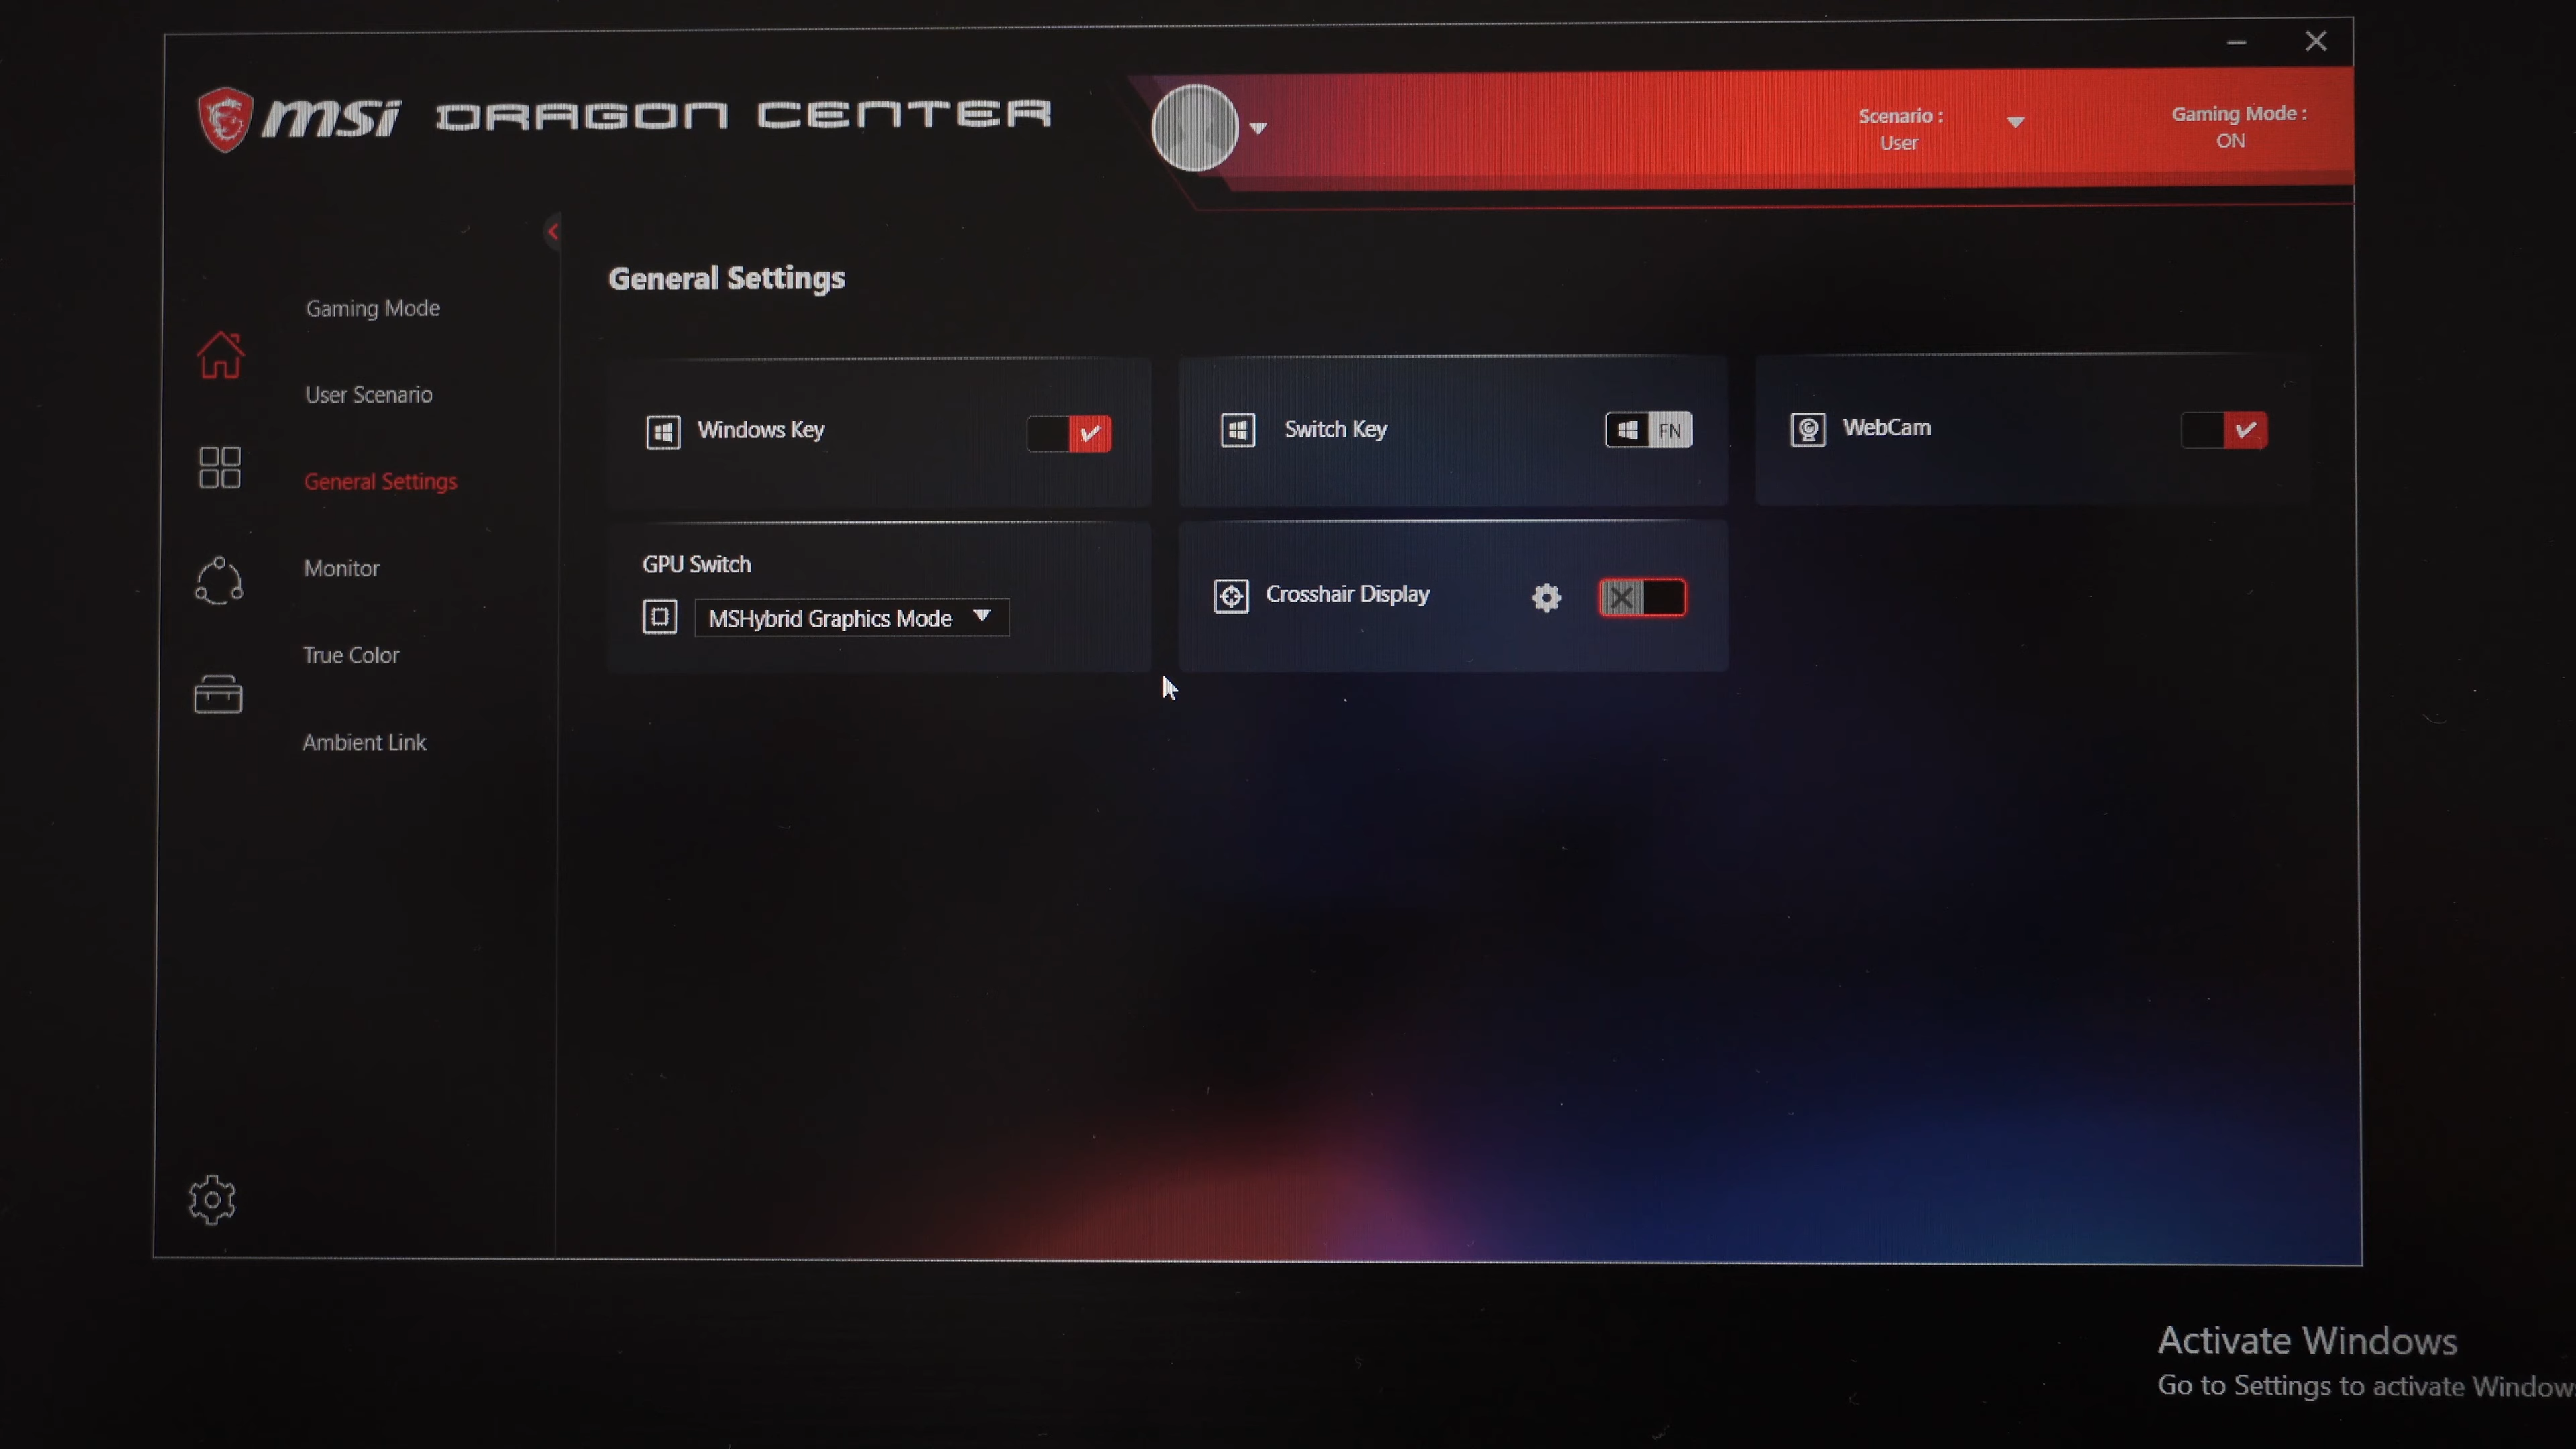 msi DRAGON CENTER
Scenario :
User
Gaming Mode :
ON
Gaming Mode
User Scenario
General Settings
Monitor
True Color
Ambient Link
General Settings
Windows Key
Switch Key
FN
WebCam
GPU Switch
MSHybrid Graphics Mode
Crosshair Display
Activate Windows
Go to Settings to activate Windows